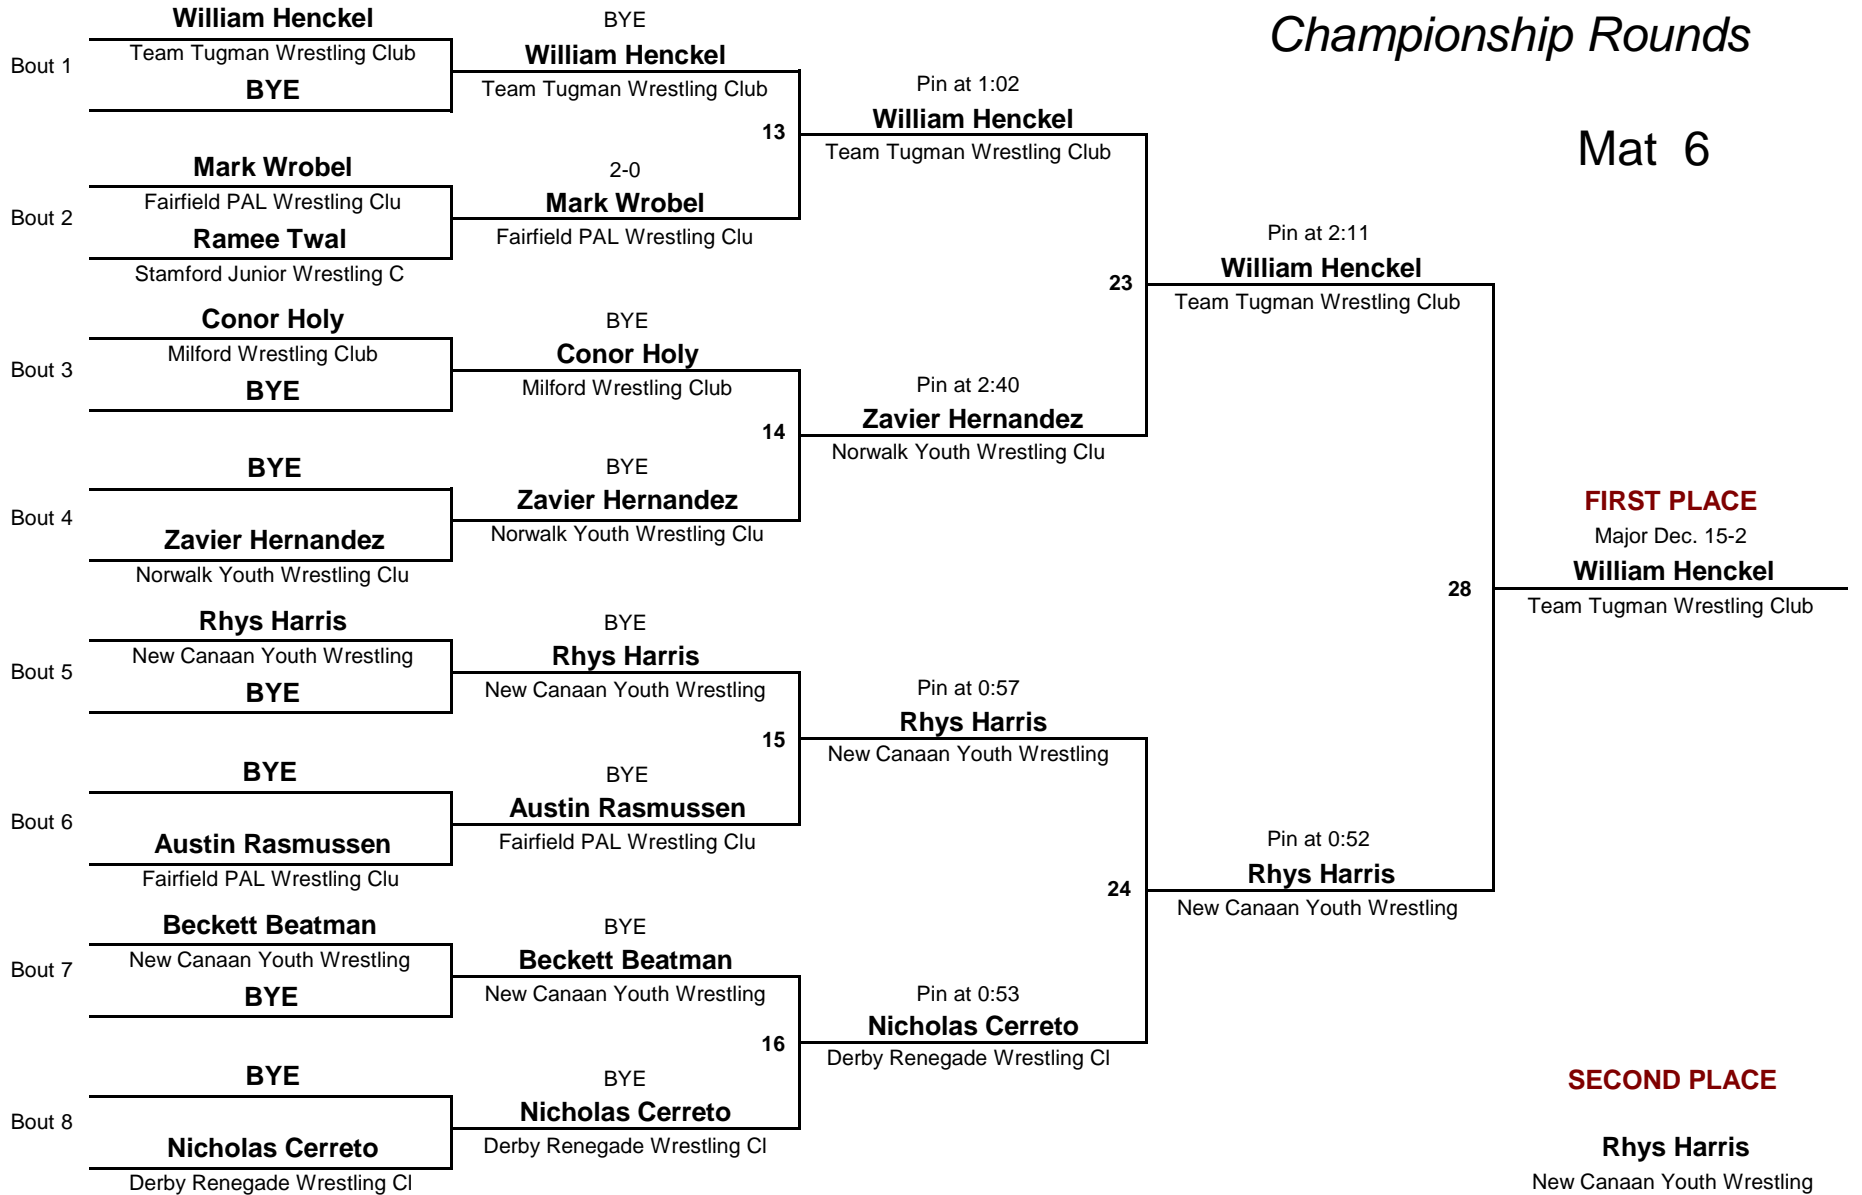 Championship Rounds
Mat 6
Bout 1
William Henckel
Team Tugman Wrestling Club
BYE
Bout 2
Mark Wrobel
Fairfield PAL Wrestling Clu
Ramee Twal
Stamford Junior Wrestling C
Bout 3
Conor Holy
Milford Wrestling Club
BYE
Bout 4
BYE
Zavier Hernandez
Norwalk Youth Wrestling Clu
Bout 5
Rhys Harris
New Canaan Youth Wrestling
BYE
Bout 6
BYE
Austin Rasmussen
Fairfield PAL Wrestling Clu
Bout 7
Beckett Beatman
New Canaan Youth Wrestling
BYE
Bout 8
BYE
Nicholas Cerreto
Derby Renegade Wrestling Cl
BYE
William Henckel
Team Tugman Wrestling Club
13
2-0
Mark Wrobel
Fairfield PAL Wrestling Clu
BYE
Conor Holy
Milford Wrestling Club
14
BYE
Zavier Hernandez
Norwalk Youth Wrestling Clu
BYE
Rhys Harris
New Canaan Youth Wrestling
15
BYE
Austin Rasmussen
Fairfield PAL Wrestling Clu
BYE
Beckett Beatman
New Canaan Youth Wrestling
16
BYE
Nicholas Cerreto
Derby Renegade Wrestling Cl
Pin at 1:02
William Henckel
Team Tugman Wrestling Club
23
Pin at 2:40
Zavier Hernandez
Norwalk Youth Wrestling Clu
Pin at 0:57
Rhys Harris
New Canaan Youth Wrestling
24
Pin at 0:53
Nicholas Cerreto
Derby Renegade Wrestling Cl
Pin at 2:11
William Henckel
Team Tugman Wrestling Club
28
Pin at 0:52
Rhys Harris
New Canaan Youth Wrestling
FIRST PLACE
Major Dec. 15-2
William Henckel
Team Tugman Wrestling Club
SECOND PLACE
Rhys Harris
New Canaan Youth Wrestling